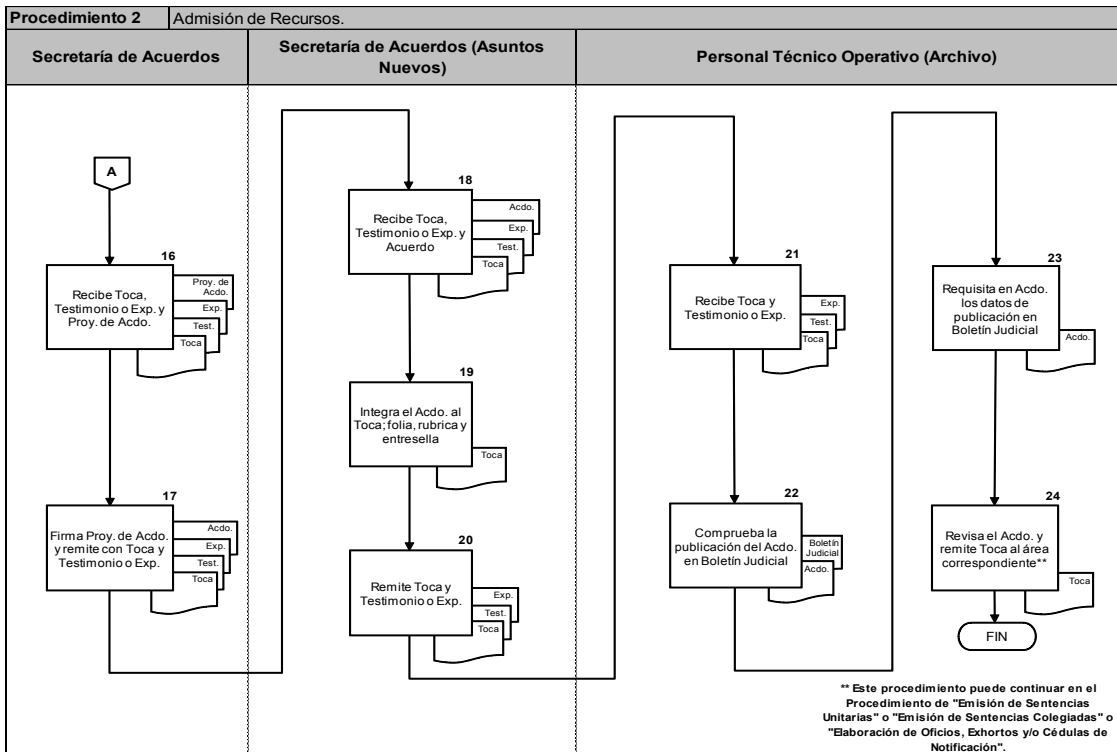 Procedimiento 2 Admisión de Recursos.
Secretaría de Acuerdos
Secretaría de Acuerdos (Asuntos
Nuevos)
Personal Técnico Operativo (Archivo)
A
16
Recibe Toca,
Testimonio o Exp. y
Proy. de Acdo.
Proy. de
Acdo.
Exp.
Test.
Toca
17
Firma Proy. de Acdo.
y remite con Toca y
Testimonio o Exp.
Acdo.
Exp.
Test.
Toca
18
Recibe Toca,
Testimonio o Exp. y
Acuerdo
Acdo.
Exp.
Test.
Toca
19
Integra el Acdo. al
Toca; folia, rubrica y
entresella
Toca
20
Remite Toca y
Testimonio o Exp.
Exp.
Test.
Toca
21
Recibe Toca y
Testimonio o Exp.
Exp.
Test.
Toca
22
Comprueba la
publicación del Acdo.
en Boletín Judicial
Boletín
Judicial
Acdo.
23
Requisita en Acdo.
los datos de
publicación en
Boletín Judicial
Acdo.
24
Revisa el Acdo. y
remite Toca al área
correspondiente**
Toca
FIN
** Este procedimiento puede continuar en el
Procedimiento de "Emisión de Sentencias
Unitarias" o "Emisión de Sentencias Colegiadas" o
"Elaboración de Oficios, Exhortos y/o Cédulas de
Notificación".